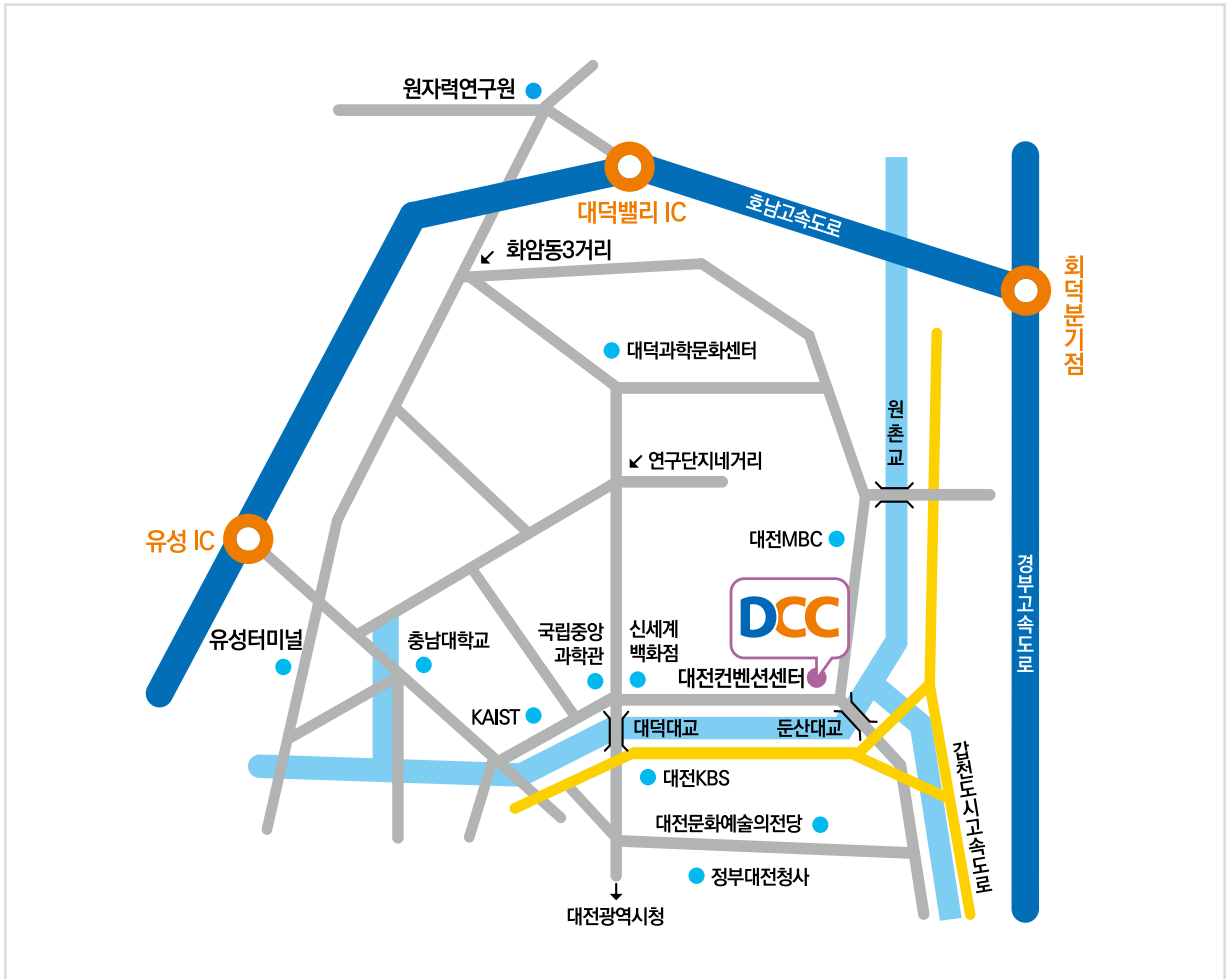 원자력연구원
대덕밸리 IC
호남고속도로
화암동3거리
회덕분기점
대덕과학문화센터
원촌교
연구단지네거리
유성 IC
대전MBC
경부고속도로
DCC
유성터미널
충남대학교
국립중앙
과학관
신세계
백화점
대전컨벤션센터
KAIST
대덕대교
둔산대교
대전KBS
갑천도시고속도로
대전문화예술의전당
정부대전청사
대전광역시청